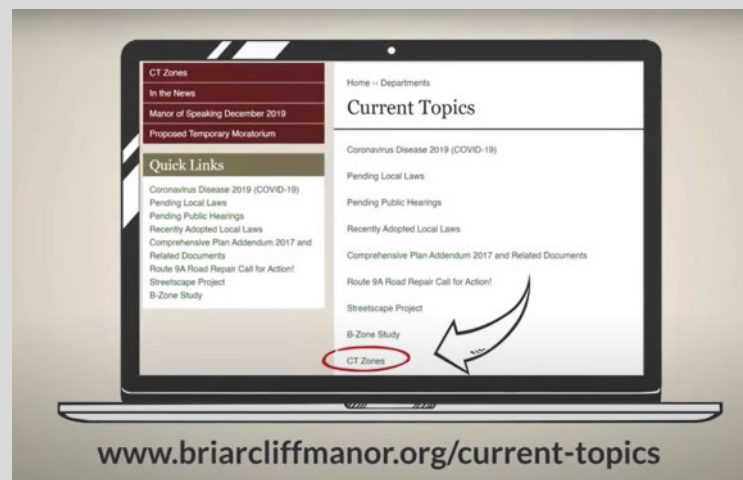 CT Zones
In the News
Manor of Speaking December 2019
Proposed Temporary Moratorium
Quick Links
Coronavirus Disease 2019 (COVID-19)
Pending Local Laws
Pending Public Hearings
Recently Adopted Local Laws
Comprehensive Plan Addendum 2017 and
Related Documents
Route 9A Road Repair Call for Action!
Streetscape Project
B-Zone Study
Home -- Departments
Current Topics
Coronavirus Disease 2019 (COVID-19)
Pending Local Laws
Pending Public Hearings
Recently Adopted Local Laws
Comprehensive Plan Addendum 2017 and Related Documents
Route 9A Road Repair Call for Action!
Streetscape Project
B-Zone Study
CT Zones
www.briarcliffmanor.org/current-topics